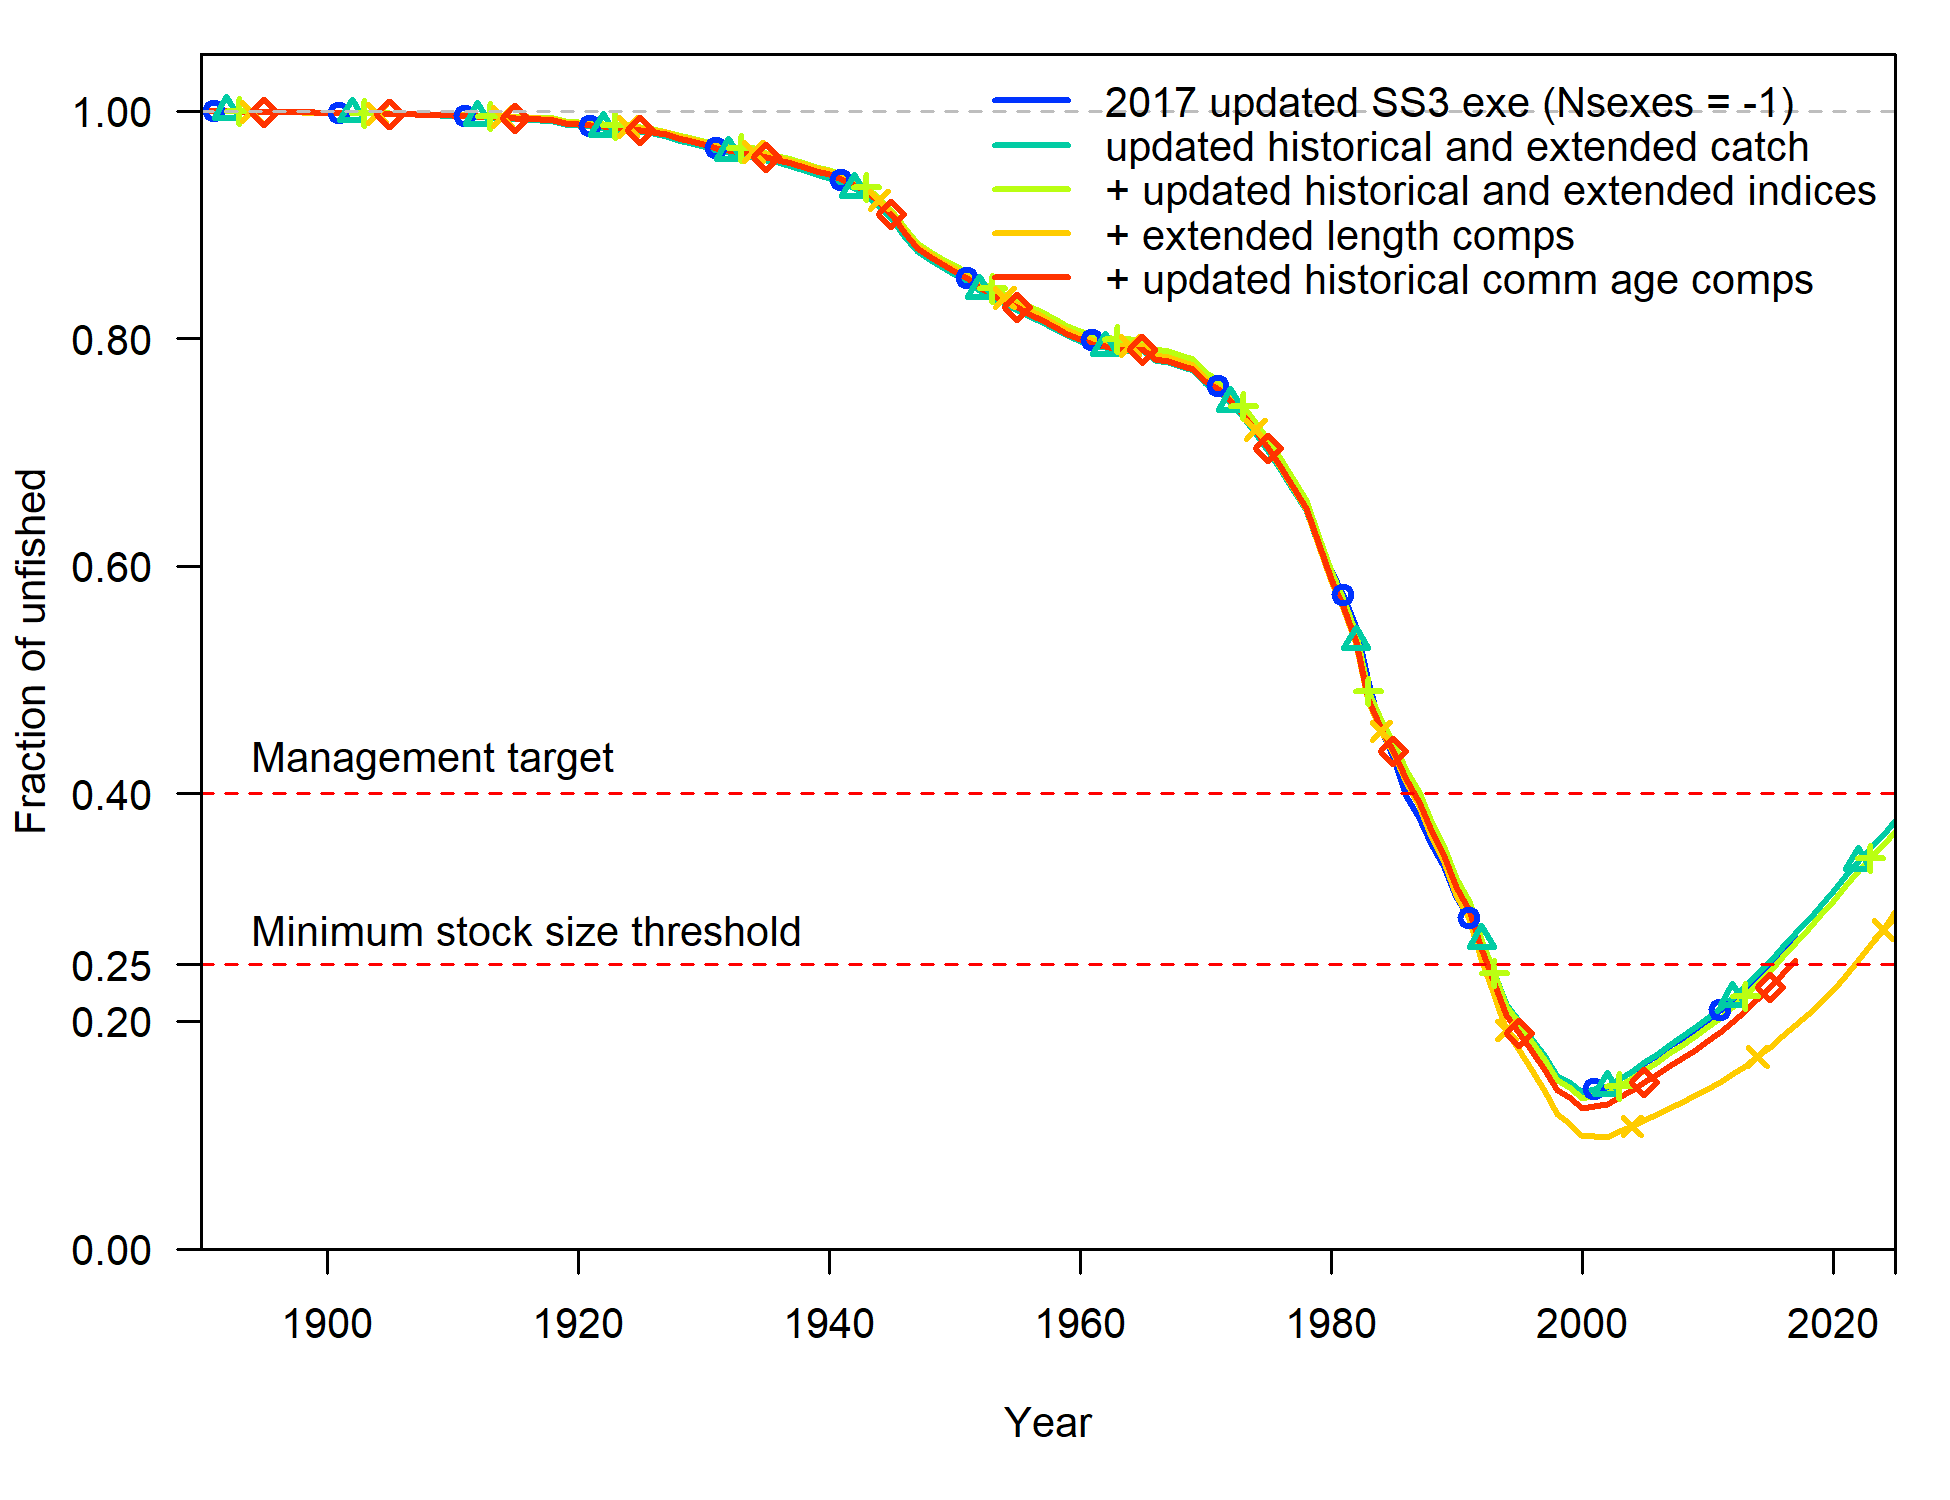 2017 updated SS3 exe (Nsexes = -1)
updated historical and extended catch
+ updated historical and extended indices
+ extended length comps
+ updated historical comm age comps
1.00
0.80
0.60
0.40
0.25
0.20
0.00
Fraction of unfished
Management target
Minimum stock size threshold
1900
1920
1940
1960
1980
2000
2020
Year